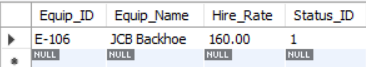 Equip_ID Equip_Name Hire_Rate Status_ID
E-106 JCB Backhoe 160.00 1
NULL NULL NULL NULL